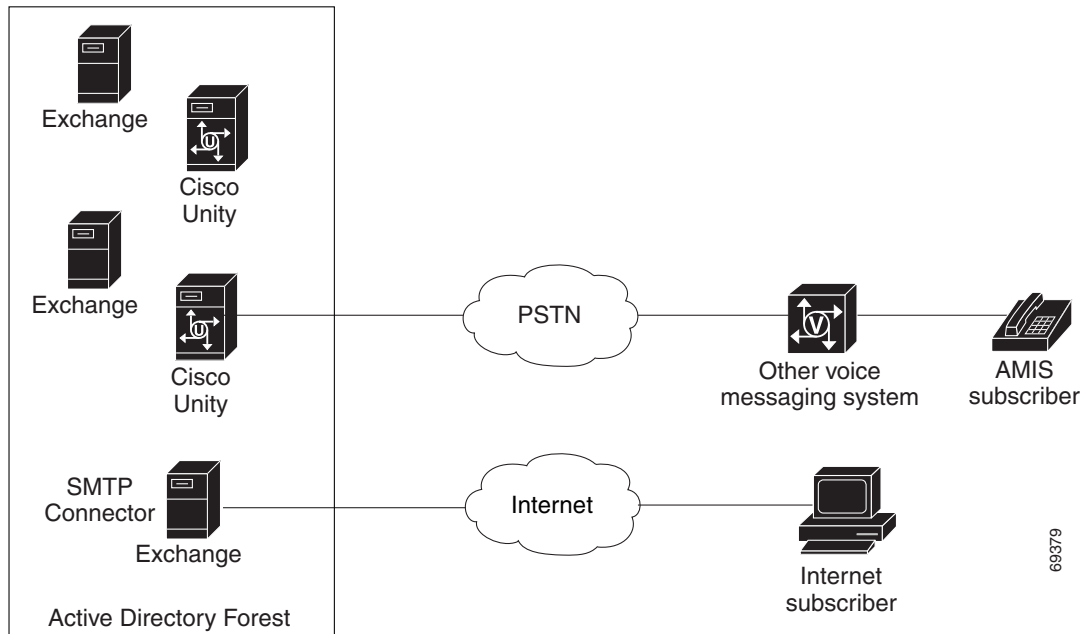 Exchange
Cisco
Unity
Exchange
Cisco
Unity
PSTN
Other voice
messaging system
AMIS
subscriber
SMTP
Connector
Exchange
Internet
Internet
subscriber
Active Directory Forest
69379
U
U
V